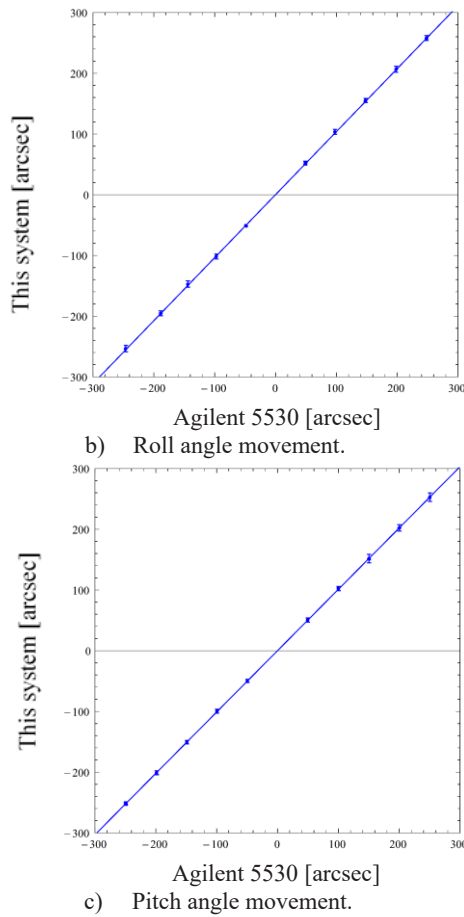 300
200
100
0
−100
−200
−300
−300 −200 −100 0 100 200 300
This system [arcsec]
Agilent 5530 [arcsec]
b) Roll angle movement.
300
200
100
0
−100
−200
−300
−300 −200 −100 0 100 200 300
This system [arcsec]
Agilent 5530 [arcsec]
c) Pitch angle movement.